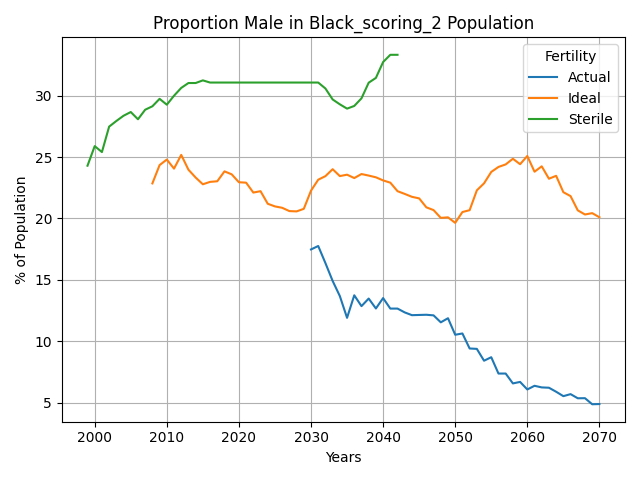 Proportion Male in Black_scoring_2 Population
Fertility
Actual
Ideal
Sterile
% of Population
30
25
20
15
10
5
2000 2010 2020 2030 2040 2050 2060 2070
Years